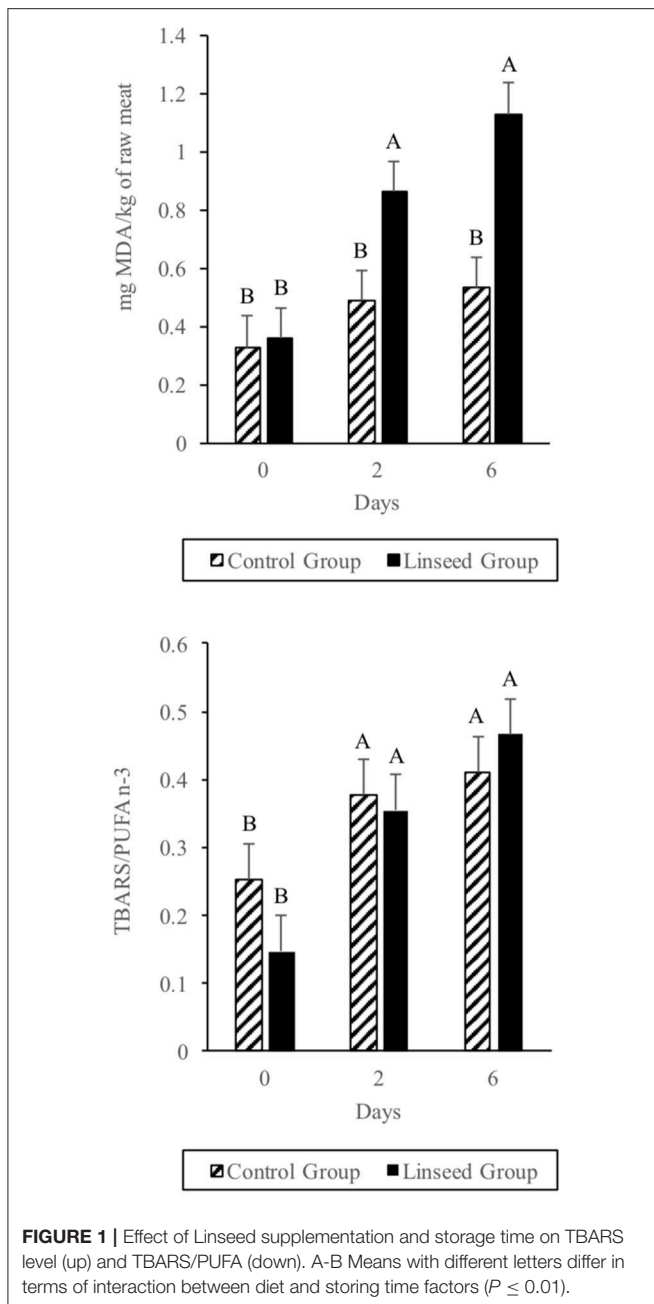 1.4
1.2
1
0.8
0.6
0.4
0.2
0
mg MDA/kg of raw meat
B B
B A
B A
0 2 6
Days
Control Group Linseed Group
0.6
0.5
0.4
0.3
0.2
0.1
0
TBARS/PUFA n-3
B B
A A
A A
0 2 6
Days
Control Group Linseed Group
FIGURE 1 | Effect of Linseed supplementation and storage time on TBARS
level (up) and TBARS/PUFA (down). A-B Means with different letters differ in
terms of interaction between diet and storing time factors (P ≤ 0.01).